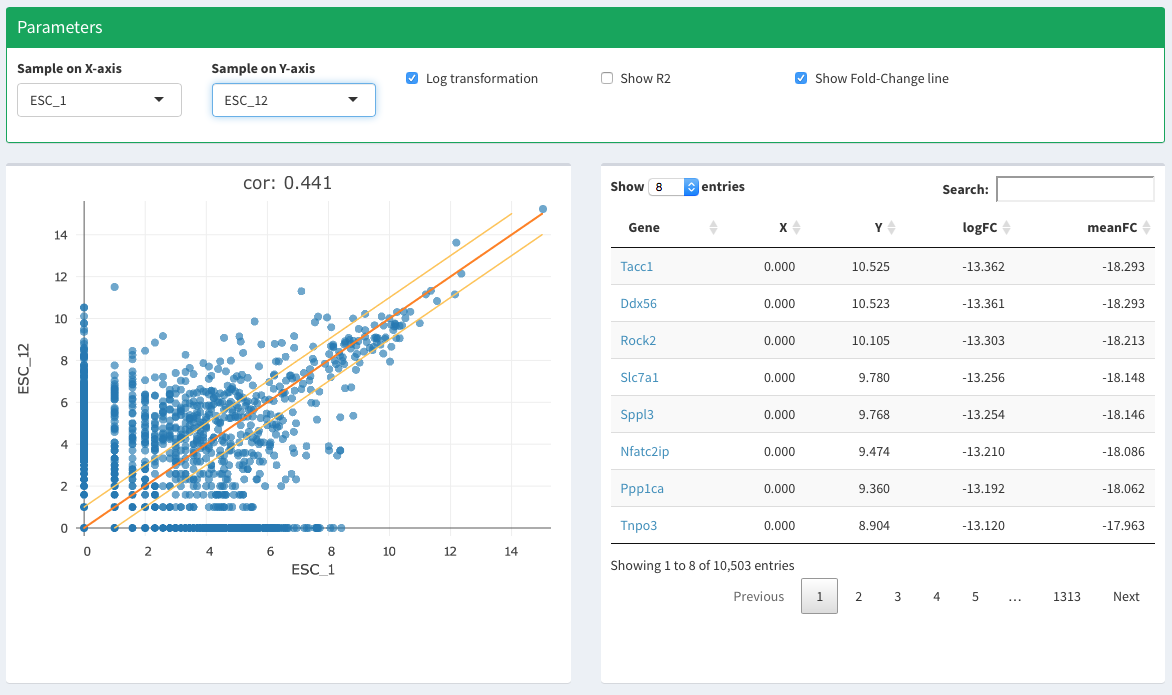 Parameters
Sample on X-axis
Sample on Y-axis
ESC_1
ESC_12
Log transformation
Show R2
Show Fold-Change line
cor: 0.441
14
12
10
8
6
4
2
0
ESC_12
0 2 4 6 8 10 12 14
ESC_1
Show 8 entries
Search:
Gene X Y logFC meanFC
Tacc1 0.000 10.525 -13.362 -18.293
Ddx56 0.000 10.523 -13.361 -18.293
Rock2 0.000 10.105 -13.303 -18.213
Slc7a1 0.000 9.780 -13.256 -18.148
Sppl3 0.000 9.768 -13.254 -18.146
Nfatc2ip 0.000 9.474 -13.210 -18.086
Ppp1ca 0.000 9.360 -13.192 -18.062
Tnpo3 0.000 8.904 -13.120 -17.963
Showing 1 to 8 of 10,503 entries
Previous 1 2 3 4 5 … 1313 Next